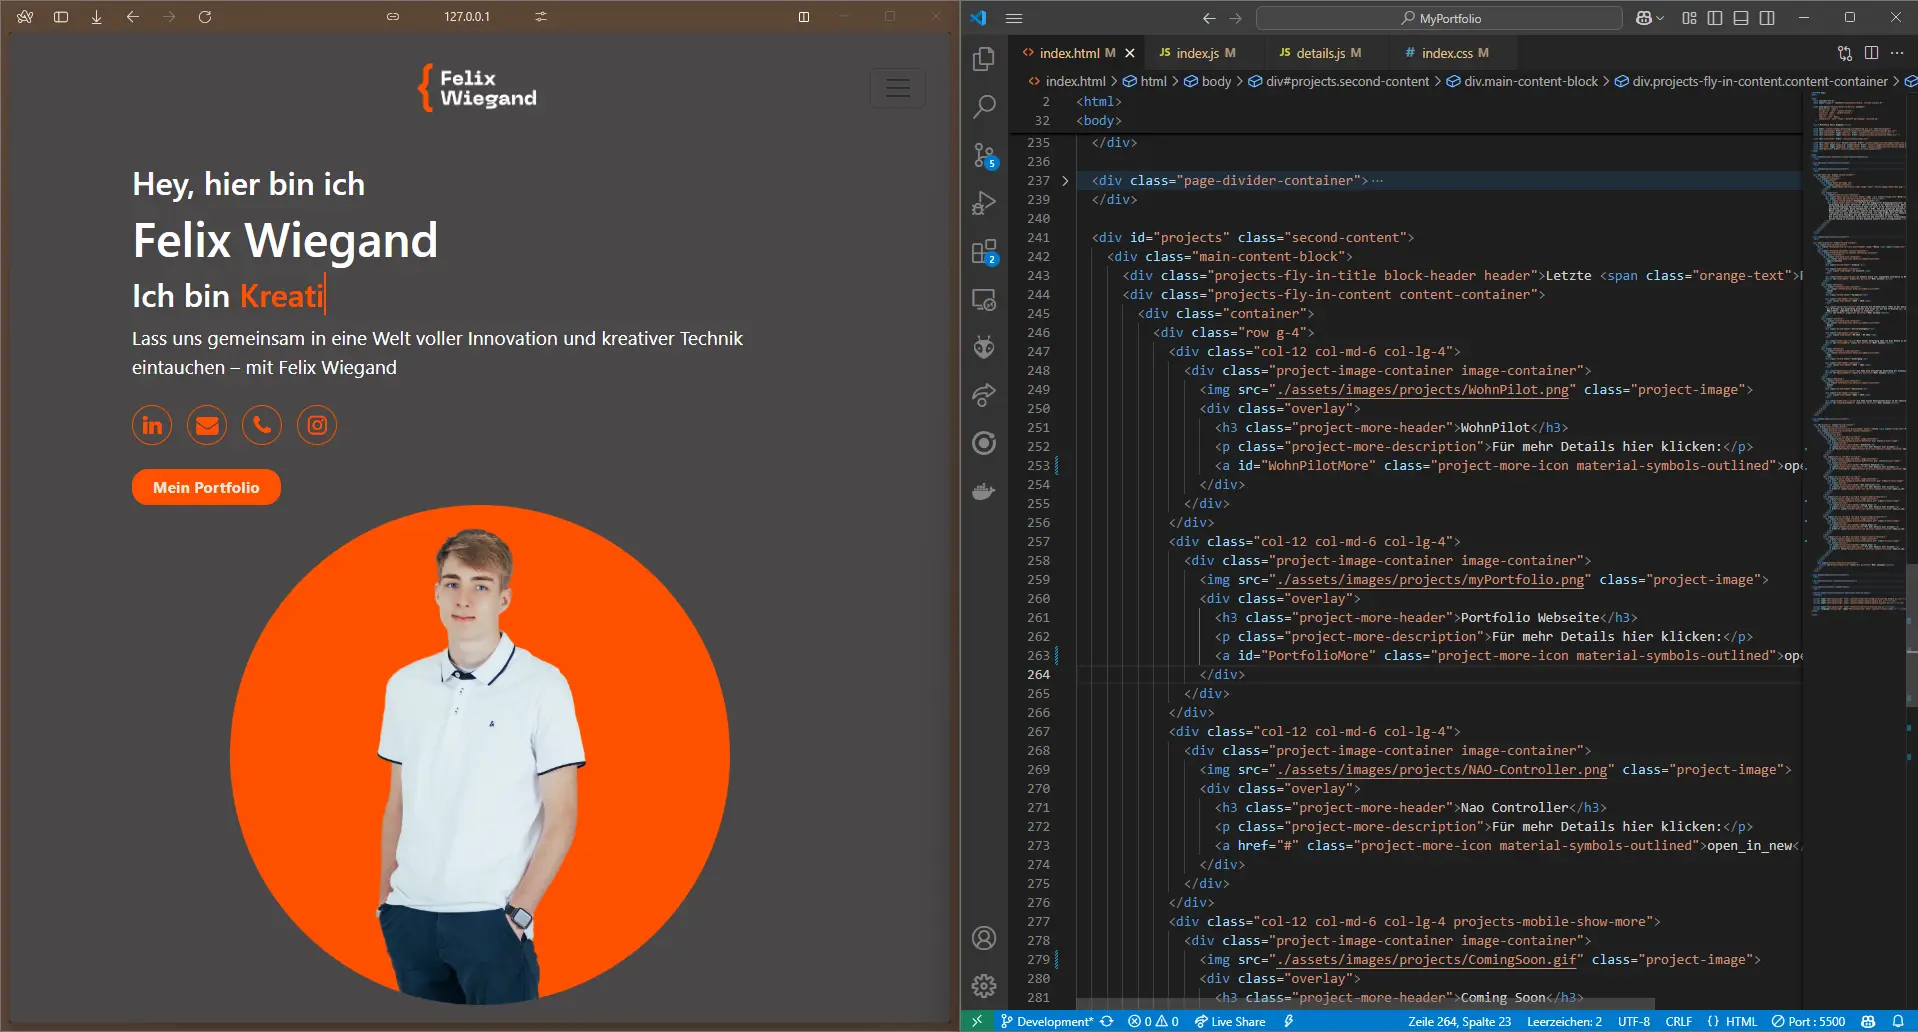 127.0.0.1
Felix
Wiegand
Hey, hier bin ich
Felix Wiegand
Ich bin Kreati
Lass uns gemeinsam in eine Welt voller Innovation und kreativer Technik
eintauchen – mit Felix Wiegand
Mein Portfolio
MyPortfolio
index.html M
JS index.js M
JS details.js M
# index.css M
index.html > html > body > div#projects.second-content > div.main-content-block > div.projects-fly-in-content.content-container >
2 <html>
32 <body>
235 </div>
236
237 <div class="page-divider-container">…
239 </div>
240
241 <div id="projects" class="second-content">
242 <div class="main-content-block">
243 <div class="projects-fly-in-title block-header header">Letzte <span class="orange-text">
244 <div class="projects-fly-in-content content-container">
245 <div class="container">
246 <div class="row g-4">
247 <div class="col-12 col-md-6 col-lg-4">
248 <div class="project-image-container image-container">
249 <img src="./assets/images/projects/WohnPilot.png" class="project-image">
250 <div class="overlay">
251 <h3 class="project-more-header">WohnPilot</h3>
252 <p class="project-more-description">Für mehr Details hier klicken:</p>
253 <a id="WohnPilotMore" class="project-more-icon material-symbols-outlined">ope
254 </div>
255 </div>
256 </div>
257 <div class="col-12 col-md-6 col-lg-4">
258 <div class="project-image-container image-container">
259 <img src="./assets/images/projects/myPortfolio.png" class="project-image">
260 <div class="overlay">
261 <h3 class="project-more-header">Portfolio Webseite</h3>
262 <p class="project-more-description">Für mehr Details hier klicken:</p>
263 <a id="PortfolioMore" class="project-more-icon material-symbols-outlined">ope
264 </div>
265 </div>
266 </div>
267 <div class="col-12 col-md-6 col-lg-4">
268 <div class="project-image-container image-container">
269 <img src="./assets/images/projects/NAO-Controller.png" class="project-image">
270 <div class="overlay">
271 <h3 class="project-more-header">Nao Controller</h3>
272 <p class="project-more-description">Für mehr Details hier klicken:</p>
273 <a href="#" class="project-more-icon material-symbols-outlined">open_in_new<
274 </div>
275 </div>
276 </div>
277 <div class="col-12 col-md-6 col-lg-4 projects-mobile-show-more">
278 <div class="project-image-container image-container">
279 <img src="./assets/images/projects/ComingSoon.gif" class="project-image">
280 <div class="overlay">
281 <h3 class="project-more-header">Coming Soon</h3>
5
2
Development* 0 0 Live Share
Zeile 264, Spalte 23 Leerzeichen: 2 UTF-8 CRLF {} HTML Port : 5500